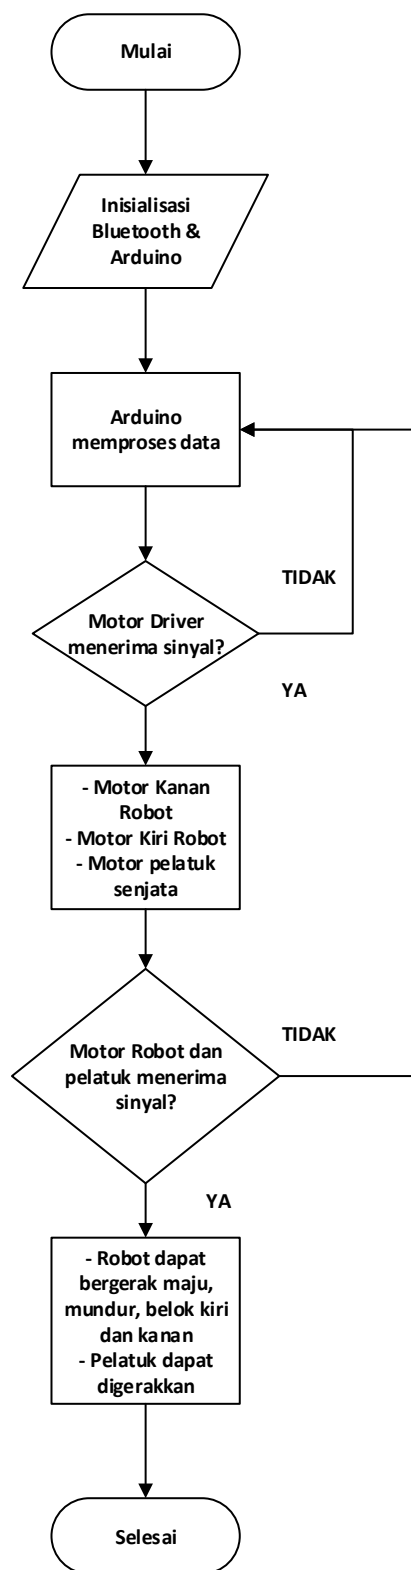 Mulai
Inisialisasi
Bluetooth &
Arduino
Arduino
memproses data
TIDAK
Motor Driver
menerima sinyal?
YA
- Motor Kanan
Robot
- Motor Kiri Robot
- Motor pelatuk
senjata
TIDAK
Motor Robot dan
pelatuk menerima
sinyal?
YA
- Robot dapat
bergerak maju,
mundur, belok kiri
dan kanan
- Pelatuk dapat
digerakkan
Selesai